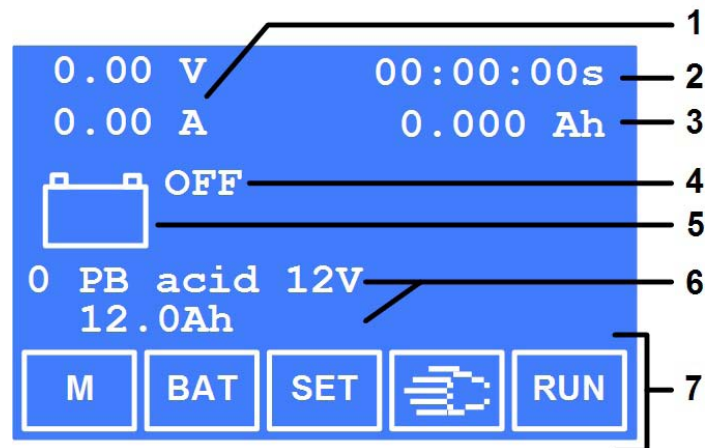 1
0.00 V 00:00:00s 2
0.00 A 0.000 Ah 3
OFF 4
5
0 PB acid 12V 6
12.0Ah
M BAT SET RUN 7